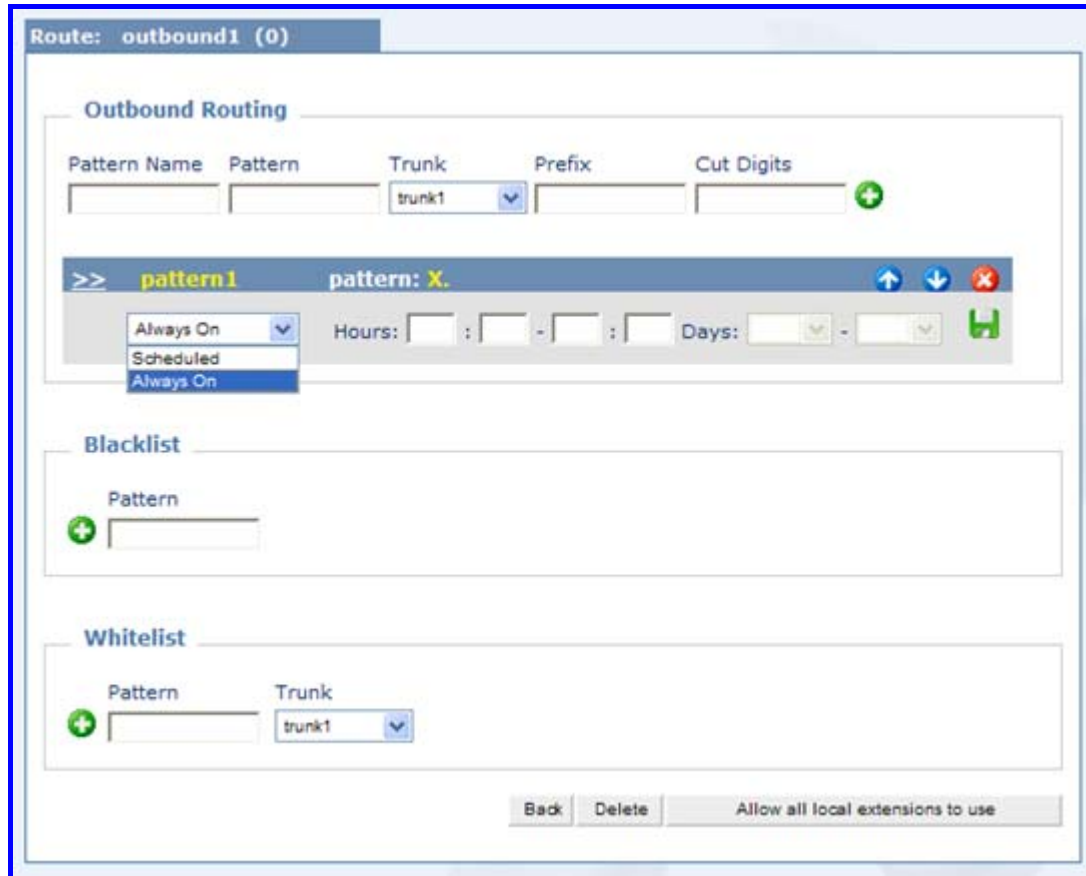 Route: outbound1 (0)
Outbound Routing
Pattern Name Pattern Trunk Prefix Cut Digits
trunk1
>> pattern1 pattern: X.
Always On Hours: : - : Days: -
Scheduled
Always On
Blacklist
Pattern
Whitelist
Pattern Trunk
trunk1
Back Delete Allow all local extensions to use